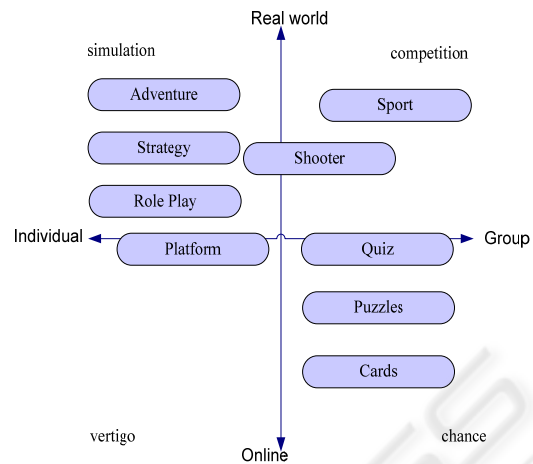 Real world
simulation
competition
Adventure
Sport
Strategy
Shooter
Role Play
Individual
Group
Platform
Quiz
Puzzles
Cards
vertigo
chance
Online